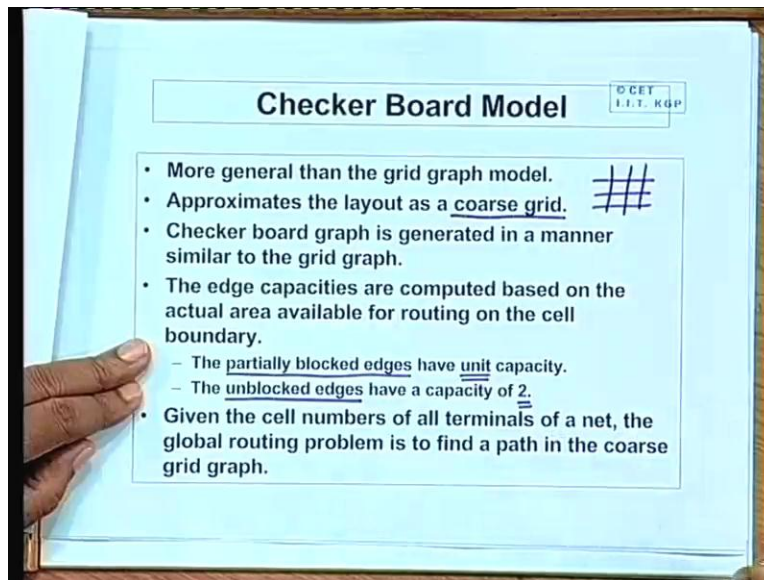 Checker Board Model
© CET
I.I.T. KGP
• More general than the grid graph model.
• Approximates the layout as a coarse grid.
• Checker board graph is generated in a manner
similar to the grid graph.
• The edge capacities are computed based on the
actual area available for routing on the cell
boundary.
– The partially blocked edges have unit capacity.
– The unblocked edges have a capacity of 2.
• Given the cell numbers of all terminals of a net, the
global routing problem is to find a path in the coarse
grid graph.